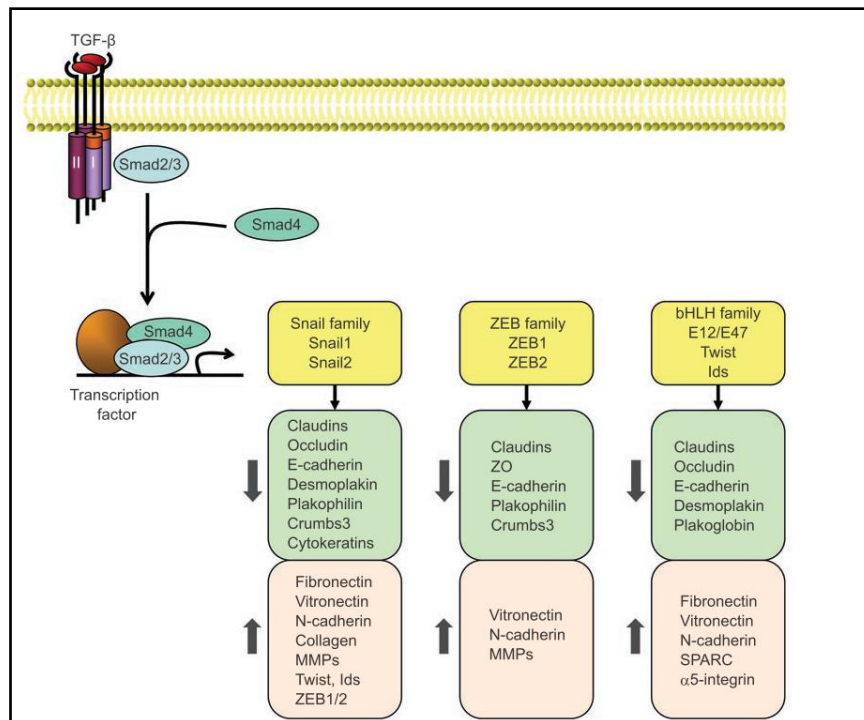 TGF-β
II
I
Smad2/3
Smad4
Smad4
Smad2/3
Transcription
factor
Snail family
Snail1
Snail2
ZEB family
ZEB1
ZEB2
bHLH family
E12/E47
Twist
Ids
Claudins
Occludin
E-cadherin
Desmoplakin
Plakophilin
Crumbs3
Cytokeratins
Claudins
ZO
E-cadherin
Plakophilin
Crumbs3
Claudins
Occludin
E-cadherin
Desmoplakin
Plakoglobin
Fibronectin
Vitronectin
N-cadherin
Collagen
MMPs
Twist, Ids
ZEB1/2
Vitronectin
N-cadherin
MMPs
Fibronectin
Vitronectin
N-cadherin
SPARC
α5-integrin